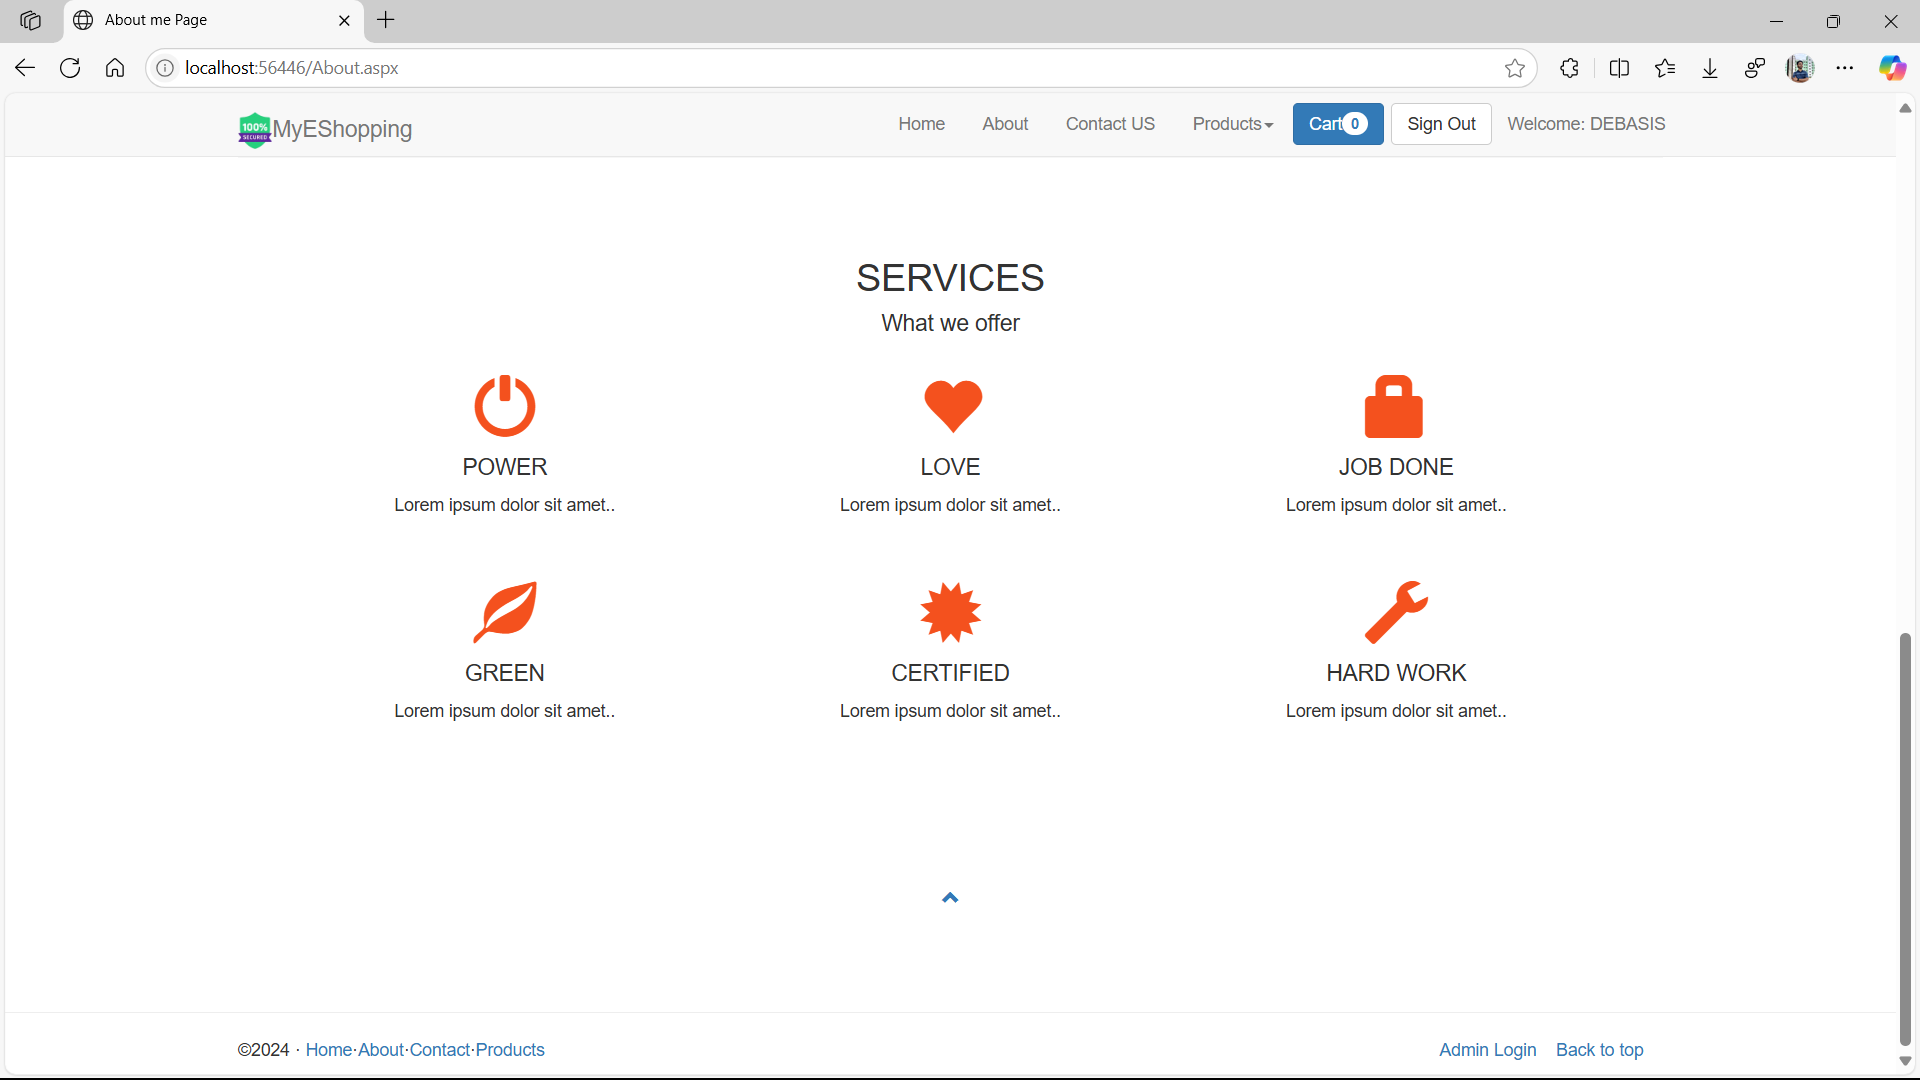 About me Page
localhost:56446/About.aspx
100% SECURED MyEShopping Home About Contact US Products Cart 0 Sign Out Welcome: DEBASIS
SERVICES
What we offer
POWER LOVE JOB DONE
Lorem ipsum dolor sit amet.. Lorem ipsum dolor sit amet.. Lorem ipsum dolor sit amet..
GREEN CERTIFIED HARD WORK
Lorem ipsum dolor sit amet.. Lorem ipsum dolor sit amet.. Lorem ipsum dolor sit amet..
©2024 · Home·About·Contact·Products Admin Login Back to top